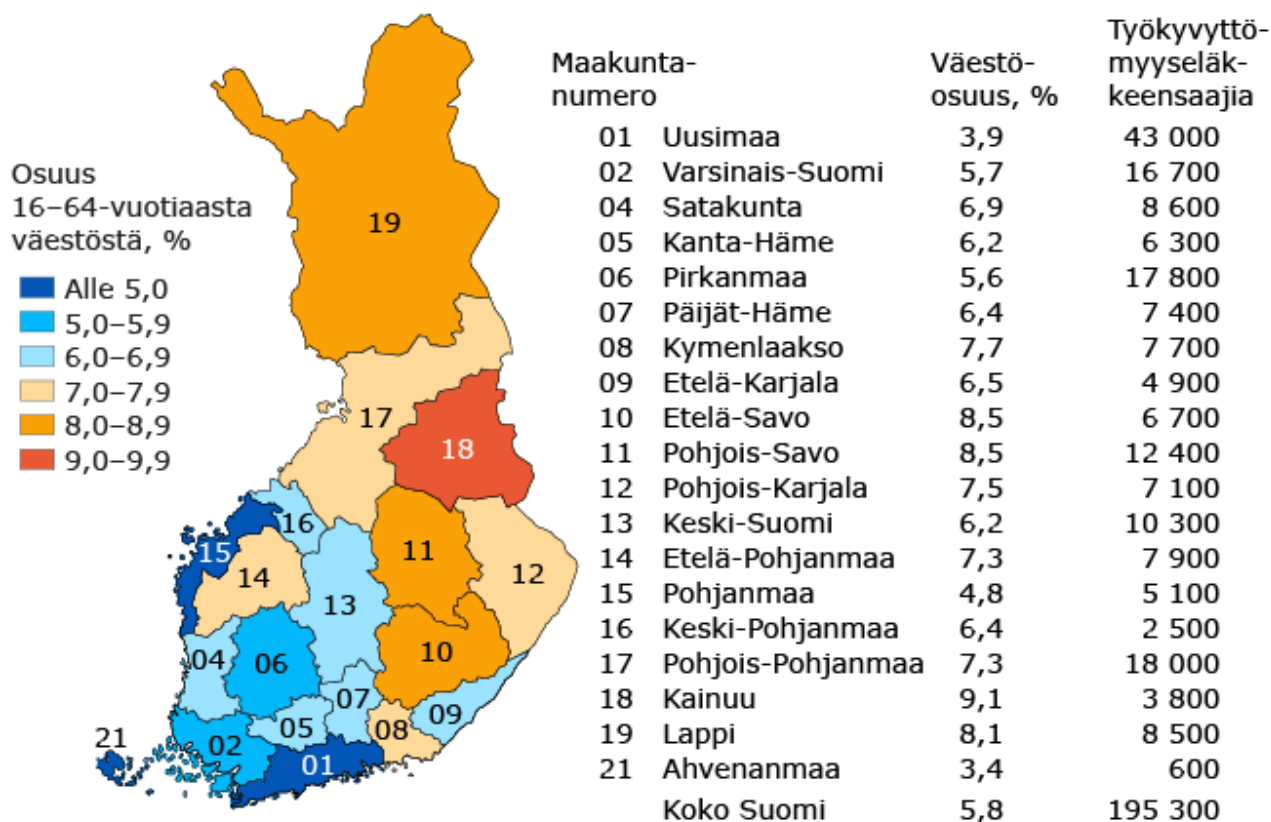 Osuus
16–64-vuotiaasta
väestöstä, %
Alle 5,0
5,0–5,9
6,0–6,9
7,0–7,9
8,0–8,9
9,0–9,9
19
17
18
16
15
14
11
12
13
04
06
10
07
09
05
08
21
02
01
Maakunta-
numero
Väestö-
osuus, %
Työkyvyttö-
myyseläk-
keensaajia
01 Uusimaa 3,9 43 000
02 Varsinais-Suomi 5,7 16 700
04 Satakunta 6,9 8 600
05 Kanta-Häme 6,2 6 300
06 Pirkanmaa 5,6 17 800
07 Päijät-Häme 6,4 7 400
08 Kymenlaakso 7,7 7 700
09 Etelä-Karjala 6,5 4 900
10 Etelä-Savo 8,5 6 700
11 Pohjois-Savo 8,5 12 400
12 Pohjois-Karjala 7,5 7 100
13 Keski-Suomi 6,2 10 300
14 Etelä-Pohjanmaa 7,3 7 900
15 Pohjanmaa 4,8 5 100
16 Keski-Pohjanmaa 6,4 2 500
17 Pohjois-Pohjanmaa 7,3 18 000
18 Kainuu 9,1 3 800
19 Lappi 8,1 8 500
21 Ahvenanmaa 3,4 600
Koko Suomi 5,8 195 300